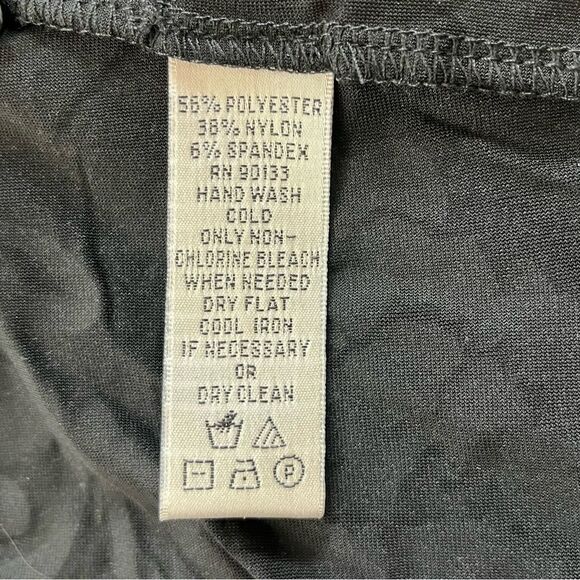 56% POLYESTER
38% NYLON
6% SPANDEX
RN 90133
HAND WASH
COLD
ONLY NON-
CHLORINE BLEACH
WHEN NEEDED
DRY FLAT
COOL IRON
IF NECESSARY
OR
DRY CLEAN
P